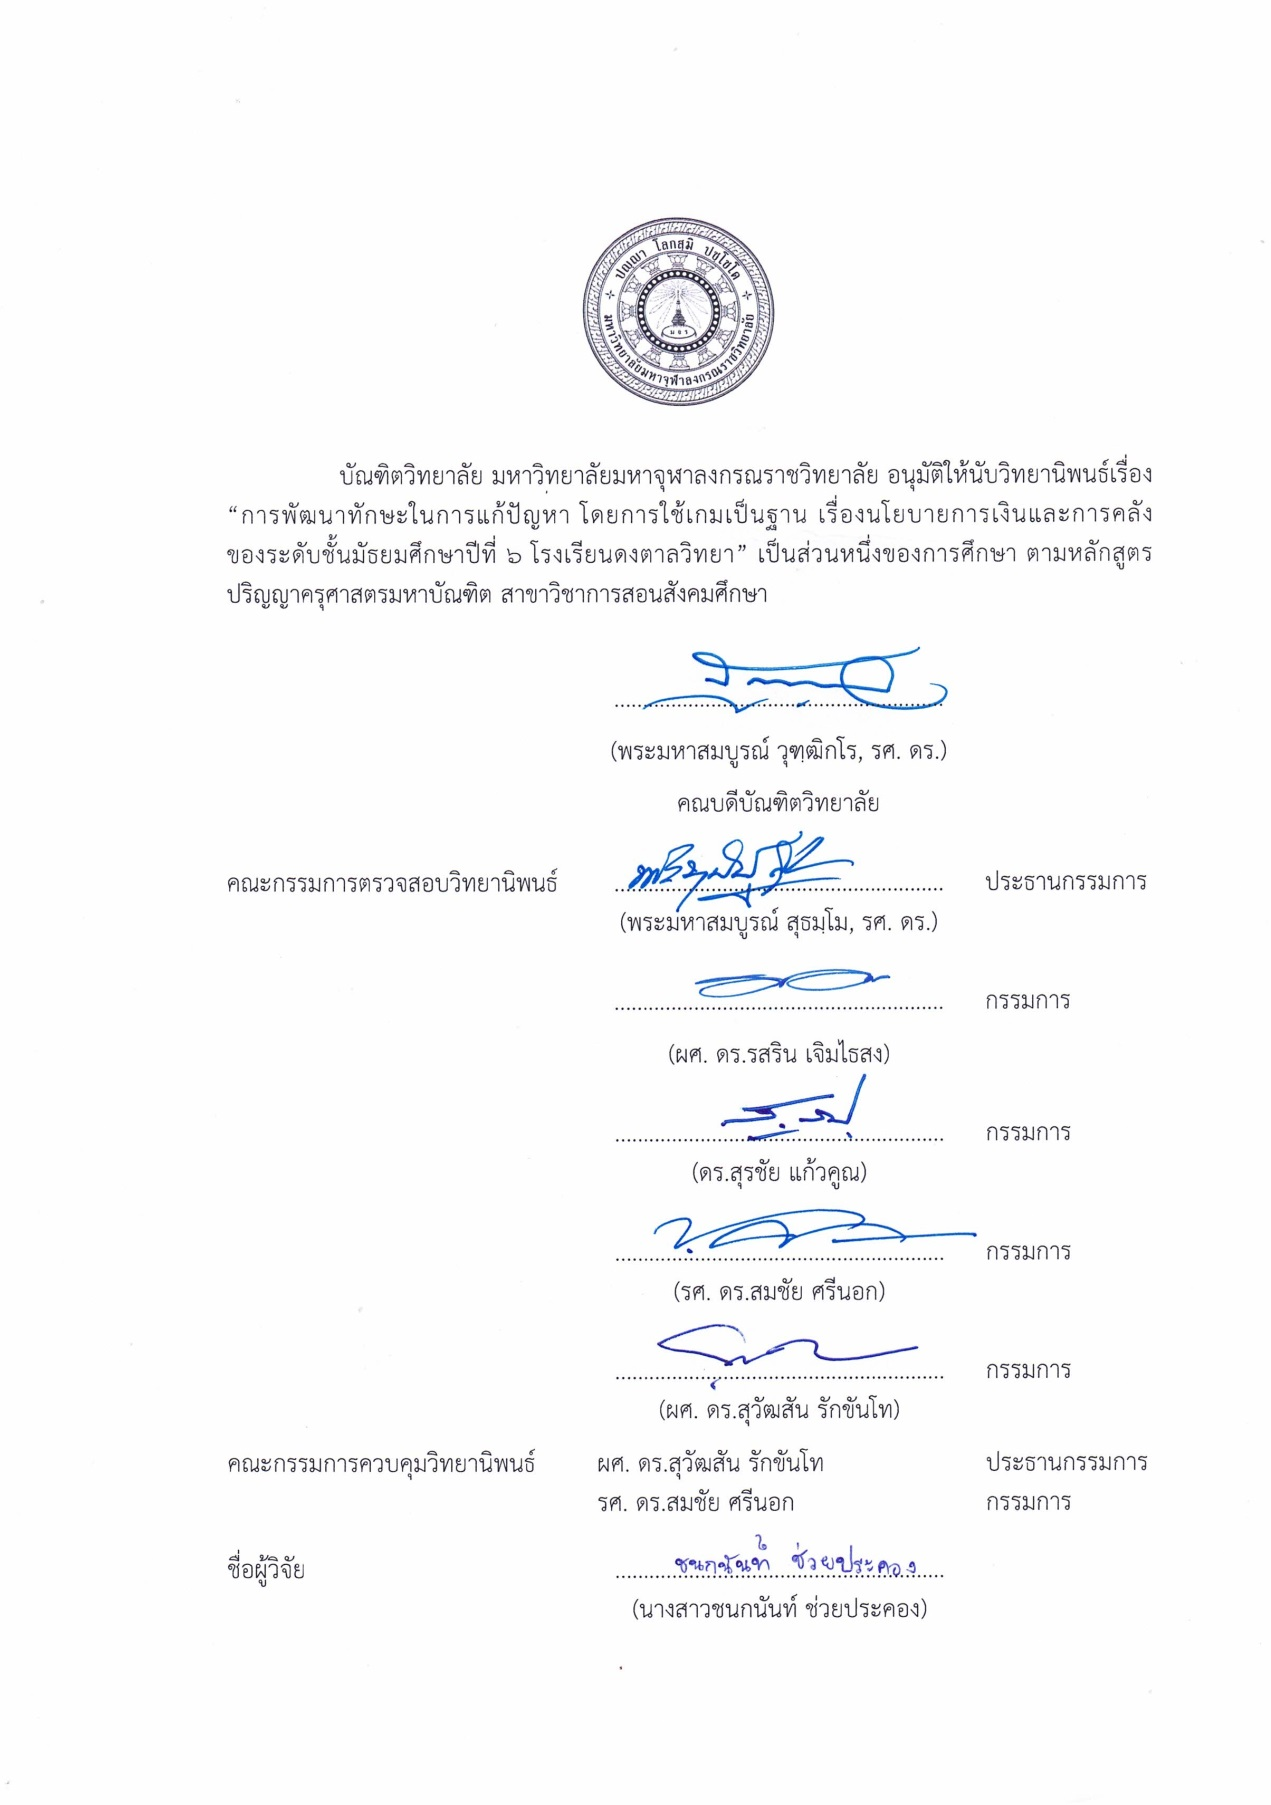 ปญฺญา โลกสฺมิ ปชฺโชโต
มจร
มหาวิทยาลัยมหาจุฬาลงกรณราชวิทยาลัย
บัณฑิตวิทยาลัย มหาวิทยาลัยมหาจุฬาลงกรณราชวิทยาลัย อนุมัติให้นับวิทยานิพนธ์เรื่อง
“การพัฒนาทักษะในการแก้ปัญหา โดยการใช้เกมเป็นฐาน เรื่องนโยบายการเงินและการคลัง
ของระดับชั้นมัธยมศึกษาปีที่ ๖ โรงเรียนดงตาลวิทยา” เป็นส่วนหนึ่งของการศึกษา ตามหลักสูตร
ปริญญาครุศาสตรมหาบัณฑิต สาขาวิชาการสอนสังคมศึกษา
(พระมหาสมบูรณ์ วุฑฺฒิกโร, รศ. ดร.)
คณบดีบัณฑิตวิทยาลัย
คณะกรรมการตรวจสอบวิทยานิพนธ์ ประธานกรรมการ
(พระมหาสมบูรณ์ สุธมฺโม, รศ. ดร.)
กรรมการ
(ผศ. ดร.รสริน เจิมไธสง)
กรรมการ
(ดร.สุรชัย แก้วคูณ)
กรรมการ
(รศ. ดร.สมชัย ศรีนอก)
กรรมการ
(ผศ. ดร.สุวัฒสัน รักขันโท)
คณะกรรมการควบคุมวิทยานิพนธ์ ผศ. ดร.สุวัฒสัน รักขันโท ประธานกรรมการ
รศ. ดร.สมชัย ศรีนอก กรรมการ
ชื่อผู้วิจัย ชนกนันท์ ช่วยประคอง
(นางสาวชนกนันท์ ช่วยประคอง)